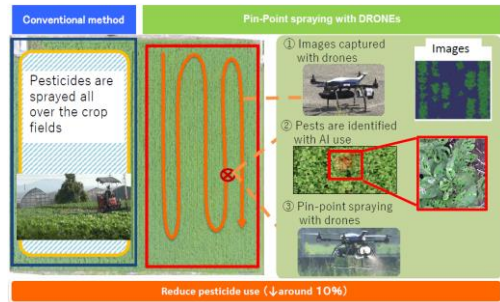 Conventional method
Pin-Point spraying with DRONEs
Pesticides are
sprayed all
over the crop
fields
① Images captured
with drones
Images
② Pests are identified
with AI use
③ Pin-point spraying
with drones
Reduce pesticide use (↓around 10%)